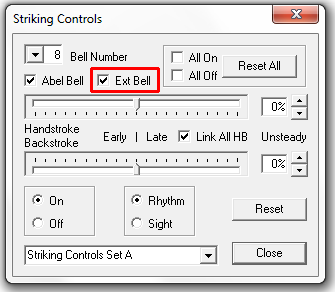 Striking Controls
8 Bell Number
All On
All Off
Reset All
Abel Bell
Ext Bell
0%
Handstroke
Backstroke
Early | Late
Link All HB
Unsteady
0%
On
Off
Rhythm
Sight
Reset
Striking Controls Set A
Close